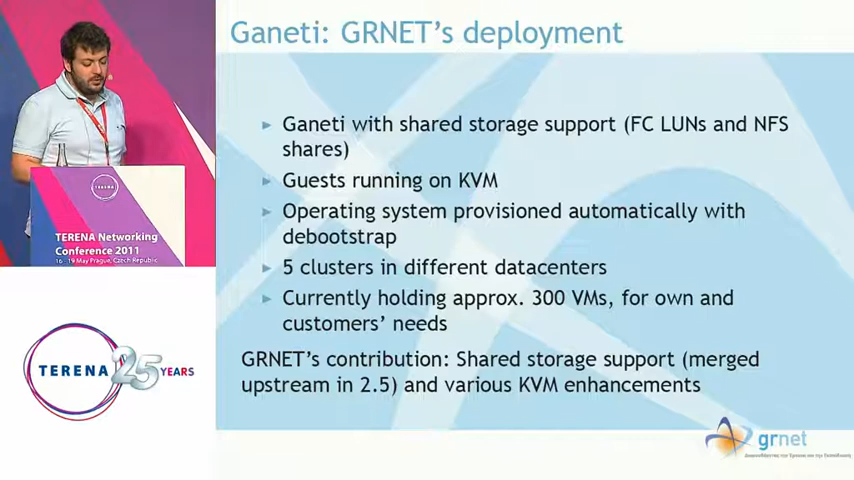 Ganeti: GRNET's deployment
Ganeti with shared storage support (FC LUNs and NFS
shares)
Guests running on KVM
Operating system provisioned automatically with
debootstrap
5 clusters in different datacenters
Currently holding approx. 300 VMs, for own and
customers' needs
GRNET's contribution: Shared storage support (merged
upstream in 2.5) and various KVM enhancements
TERENA Networking
Conference 2011
16 - 19 May Prague, Czech Republic
TERENA 25 YEARS
grnet